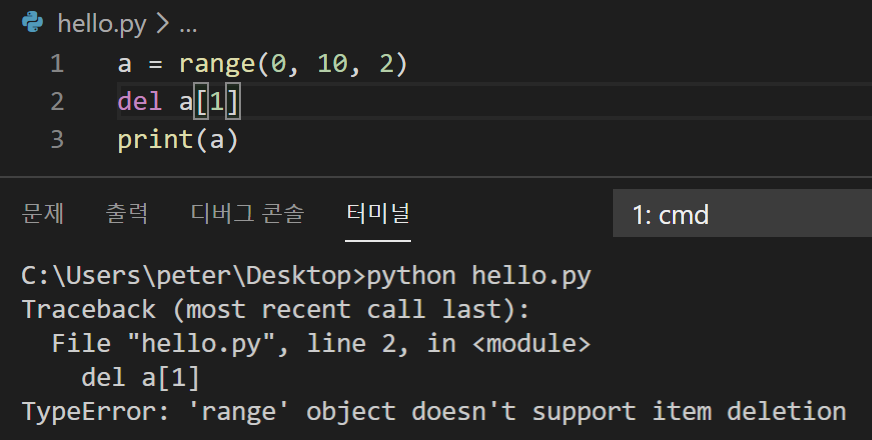 hello.py > ...
1 a = range(0, 10, 2)
2 del a[1]
3 print(a)
문제 출력 디버그 콘솔 터미널 1: cmd
C:\Users\peter\Desktop>python hello.py
Traceback (most recent call last):
  File "hello.py", line 2, in <module>
    del a[1]
TypeError: 'range' object doesn't support item deletion